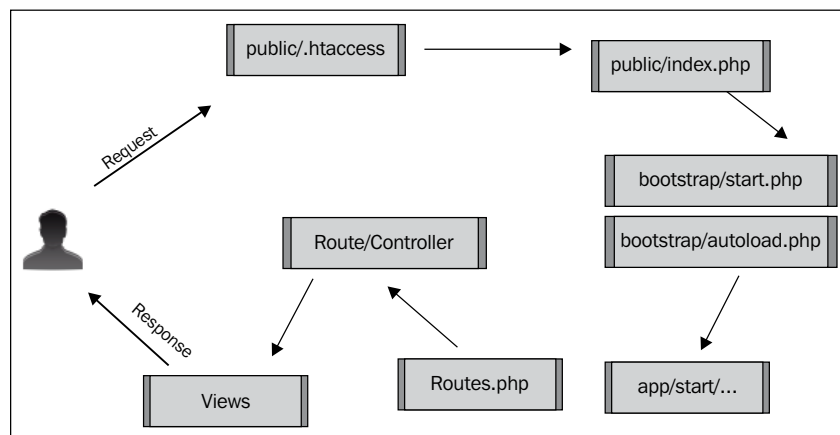 public/.htaccess
public/index.php
Request
bootstrap/start.php
bootstrap/autoload.php
Route/Controller
Response
Views
Routes.php
app/start/...